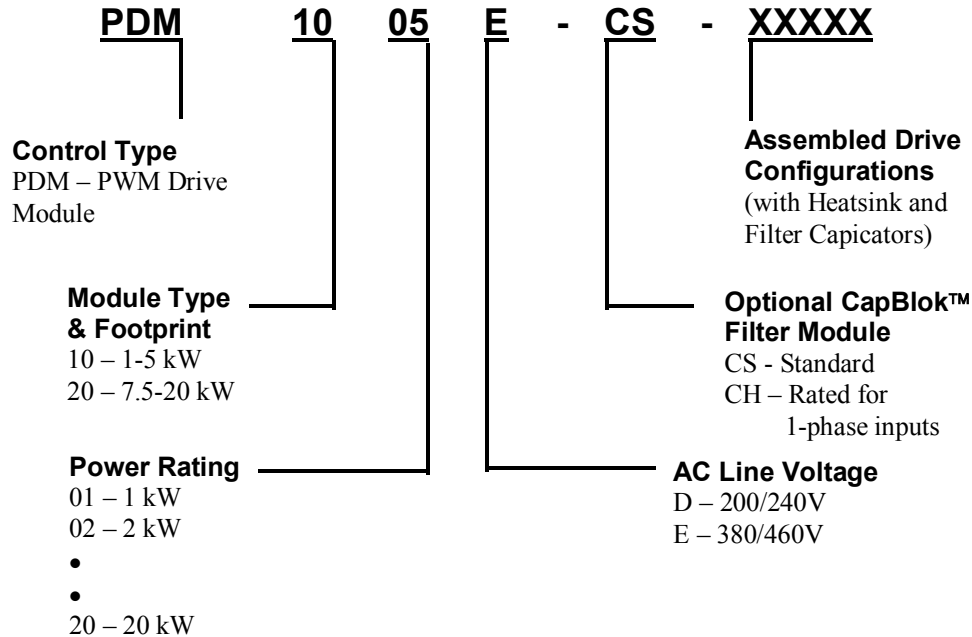 PDM 10 05 E - CS - XXXXX
Control Type
PDM – PWM Drive
Module
Assembled Drive
Configurations
(with Heatsink and
Filter Capicators)
Module Type
& Footprint
10 – 1-5 kW
20 – 7.5-20 kW
Optional CapBlok™
Filter Module
CS - Standard
CH – Rated for
1-phase inputs
Power Rating
01 – 1 kW
02 – 2 kW
•
•
20 – 20 kW
AC Line Voltage
D – 200/240V
E – 380/460V